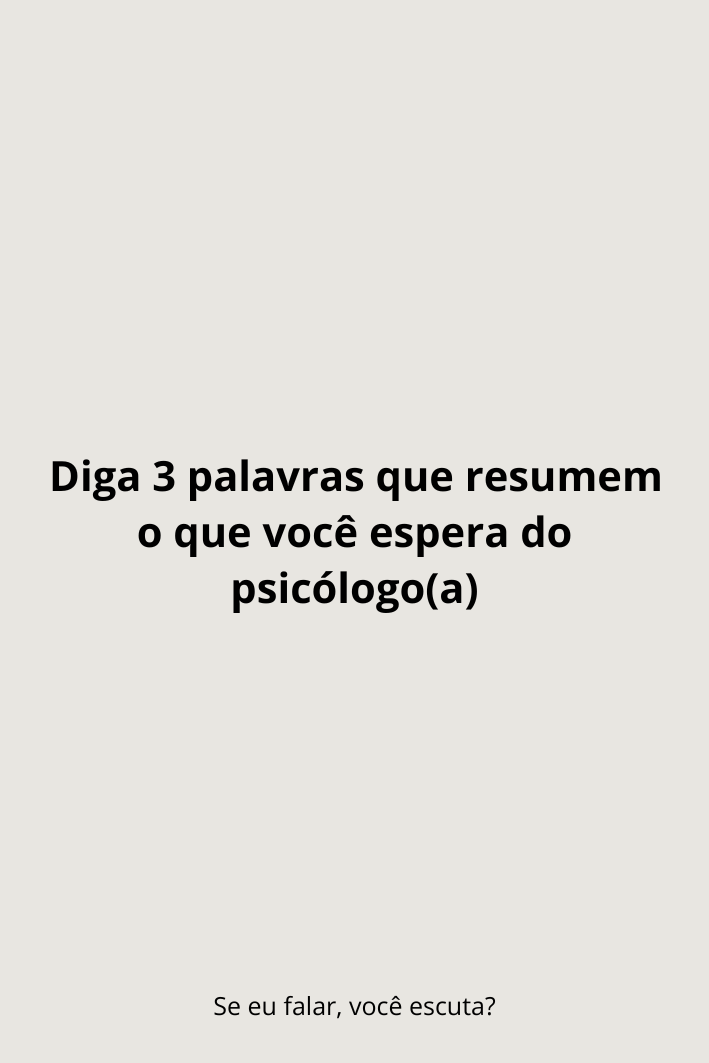 Diga 3 palavras que resumem
o que você espera do
psicólogo(a)
Se eu falar, você escuta?